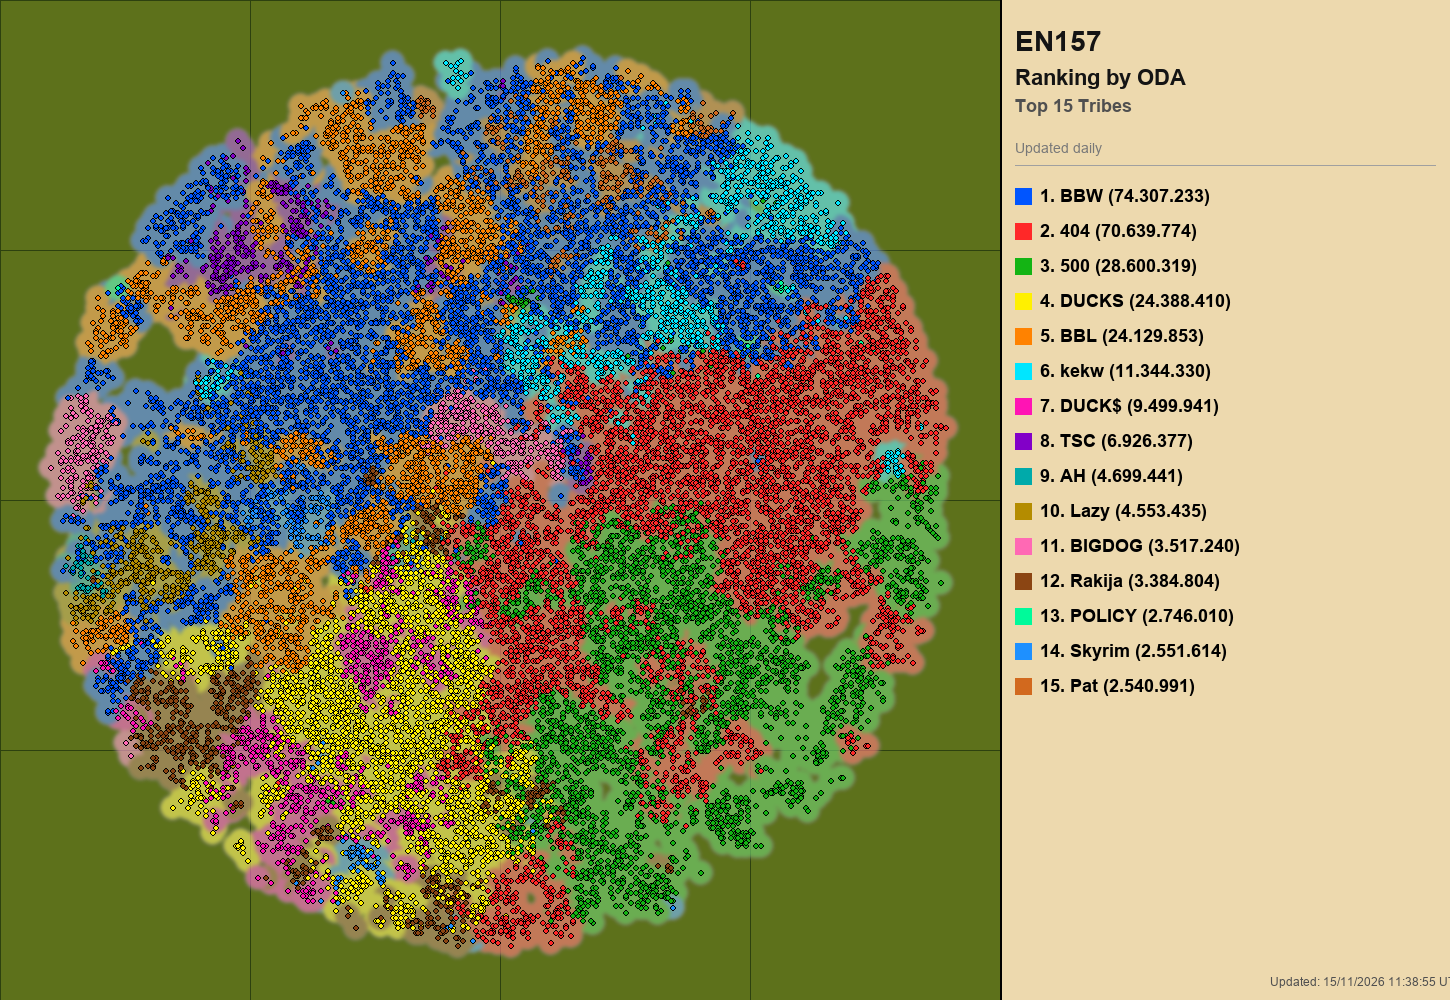 EN157
Ranking by ODA
Top 15 Tribes
Updated daily
1. BBW (74.307.233)
2. 404 (70.639.774)
3. 500 (28.600.319)
4. DUCKS (24.388.410)
5. BBL (24.129.853)
6. kekw (11.344.330)
7. DUCK$ (9.499.941)
8. TSC (6.926.377)
9. AH (4.699.441)
10. Lazy (4.553.435)
11. BIGDOG (3.517.240)
12. Rakija (3.384.804)
13. POLICY (2.746.010)
14. Skyrim (2.551.614)
15. Pat (2.540.991)
Updated: 15/11/2026 11:38:55 U